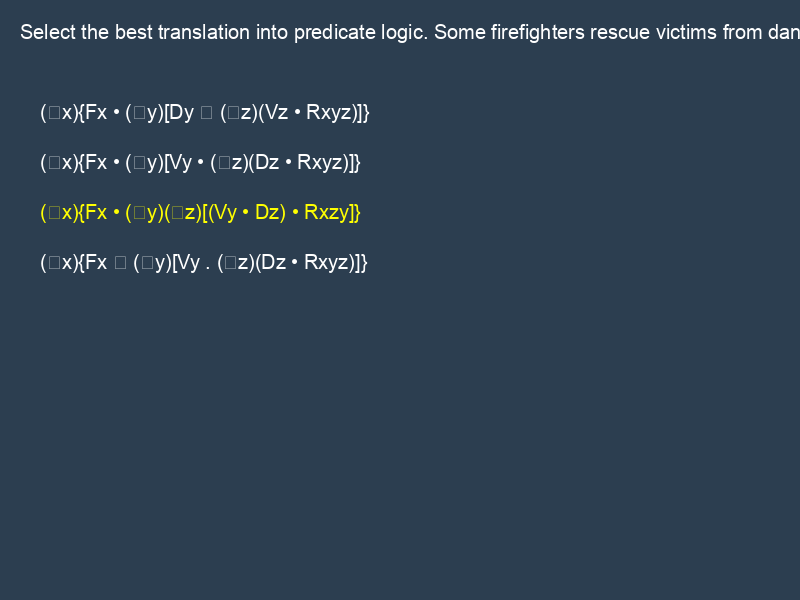 Select the best translation into predicate logic. Some firefighters rescue victims from dan
(□x){Fx • (□y)[Dy □ (□z)(Vz • Rxyz)]}
(□x){Fx • (□y)[Vy • (□z)(Dz • Rxyz)]}
(□x){Fx • (□y)(□z)[(Vy • Dz) • Rxzy]}
(□x){Fx □ (□y)[Vy . (□z)(Dz • Rxyz)]}